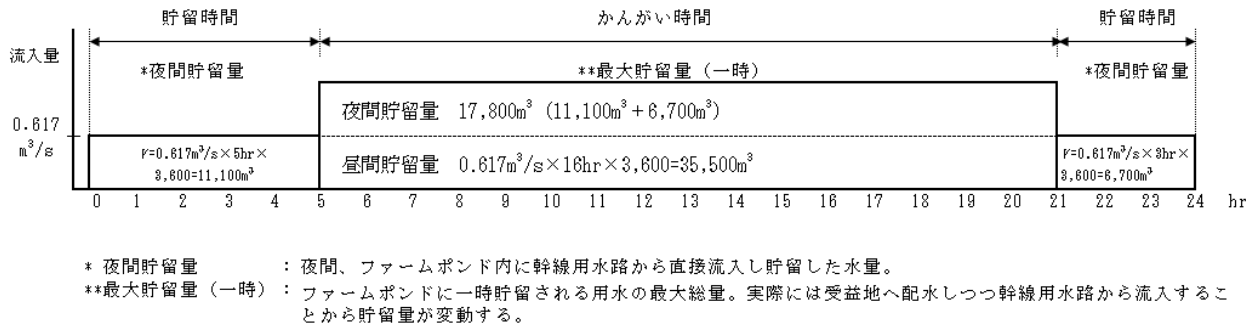 貯留時間 かんがい時間 貯留時間
流入量
*夜間貯留量 **最大貯留量（一時） *夜間貯留量
夜間貯留量 17,800m³ (11,100m³＋6,700m³)
0.617
m³/s
V=0.617m³/s×5hr×
3,600=11,100m³
昼間貯留量 0.617m³/s×16hr×3,600=35,500m³
V=0.617m³/s×3hr×
3,600=6,700m³
0 1 2 3 4 5 6 7 8 9 10 11 12 13 14 15 16 17 18 19 20 21 22 23 24 hr
* 夜間貯留量 ：夜間、ファームポンド内に幹線用水路から直接流入し貯留した水量。
**最大貯留量（一時）：ファームポンドに一時貯留される用水の最大総量。実際には受益地へ配水しつつ幹線用水路から流入するこ
とから貯留量が変動する。